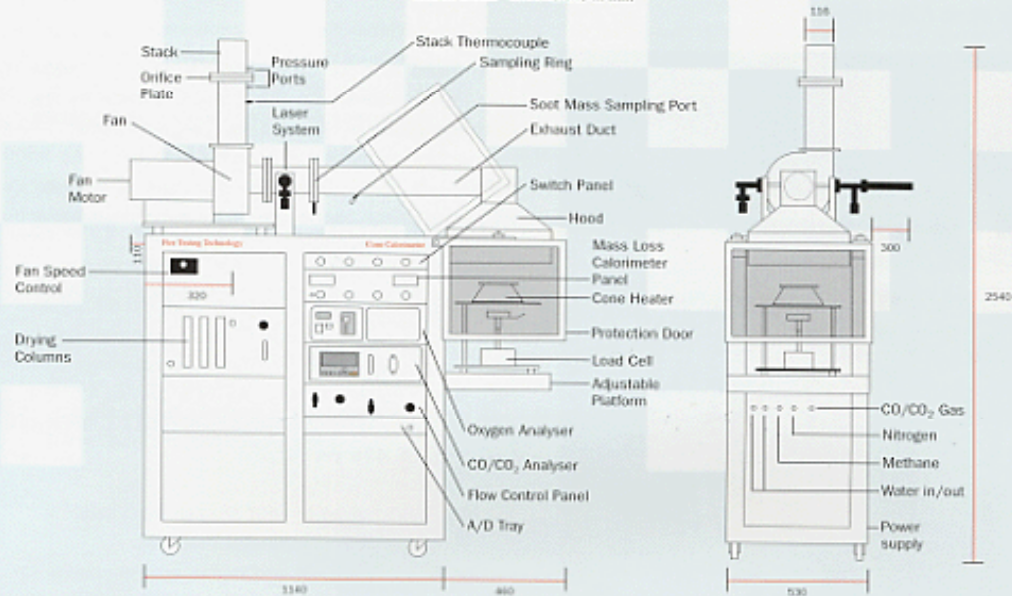 Stack
Orifice
Plate
Fan
Fan
Motor
Pressure
Ports
Laser
System
Stack Thermocouple
Sampling Ring
Soot Mass Sampling Port
Exhaust Duct
Switch Panel
Hood
Mass Loss
Calorimeter
Panel
Cone Heater
Protection Door
Load Cell
Adjustable
Platform
Fire Testing Technology
Cone Calorimeter
Fan Speed
Control
320
Drying
Columns
Oxygen Analyser
CO/CO₂ Analyser
Flow Control Panel
A/D Tray
1140
460
116
300
2540
CO/CO₂ Gas
Nitrogen
Methane
Water in/out
Power
supply
530